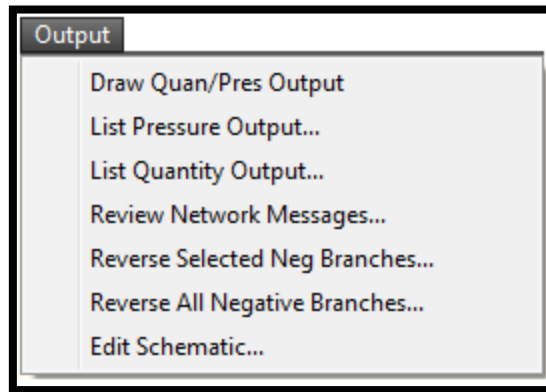 Output
Draw Quan/Pres Output
List Pressure Output...
List Quantity Output...
Review Network Messages...
Reverse Selected Neg Branches...
Reverse All Negative Branches...
Edit Schematic...